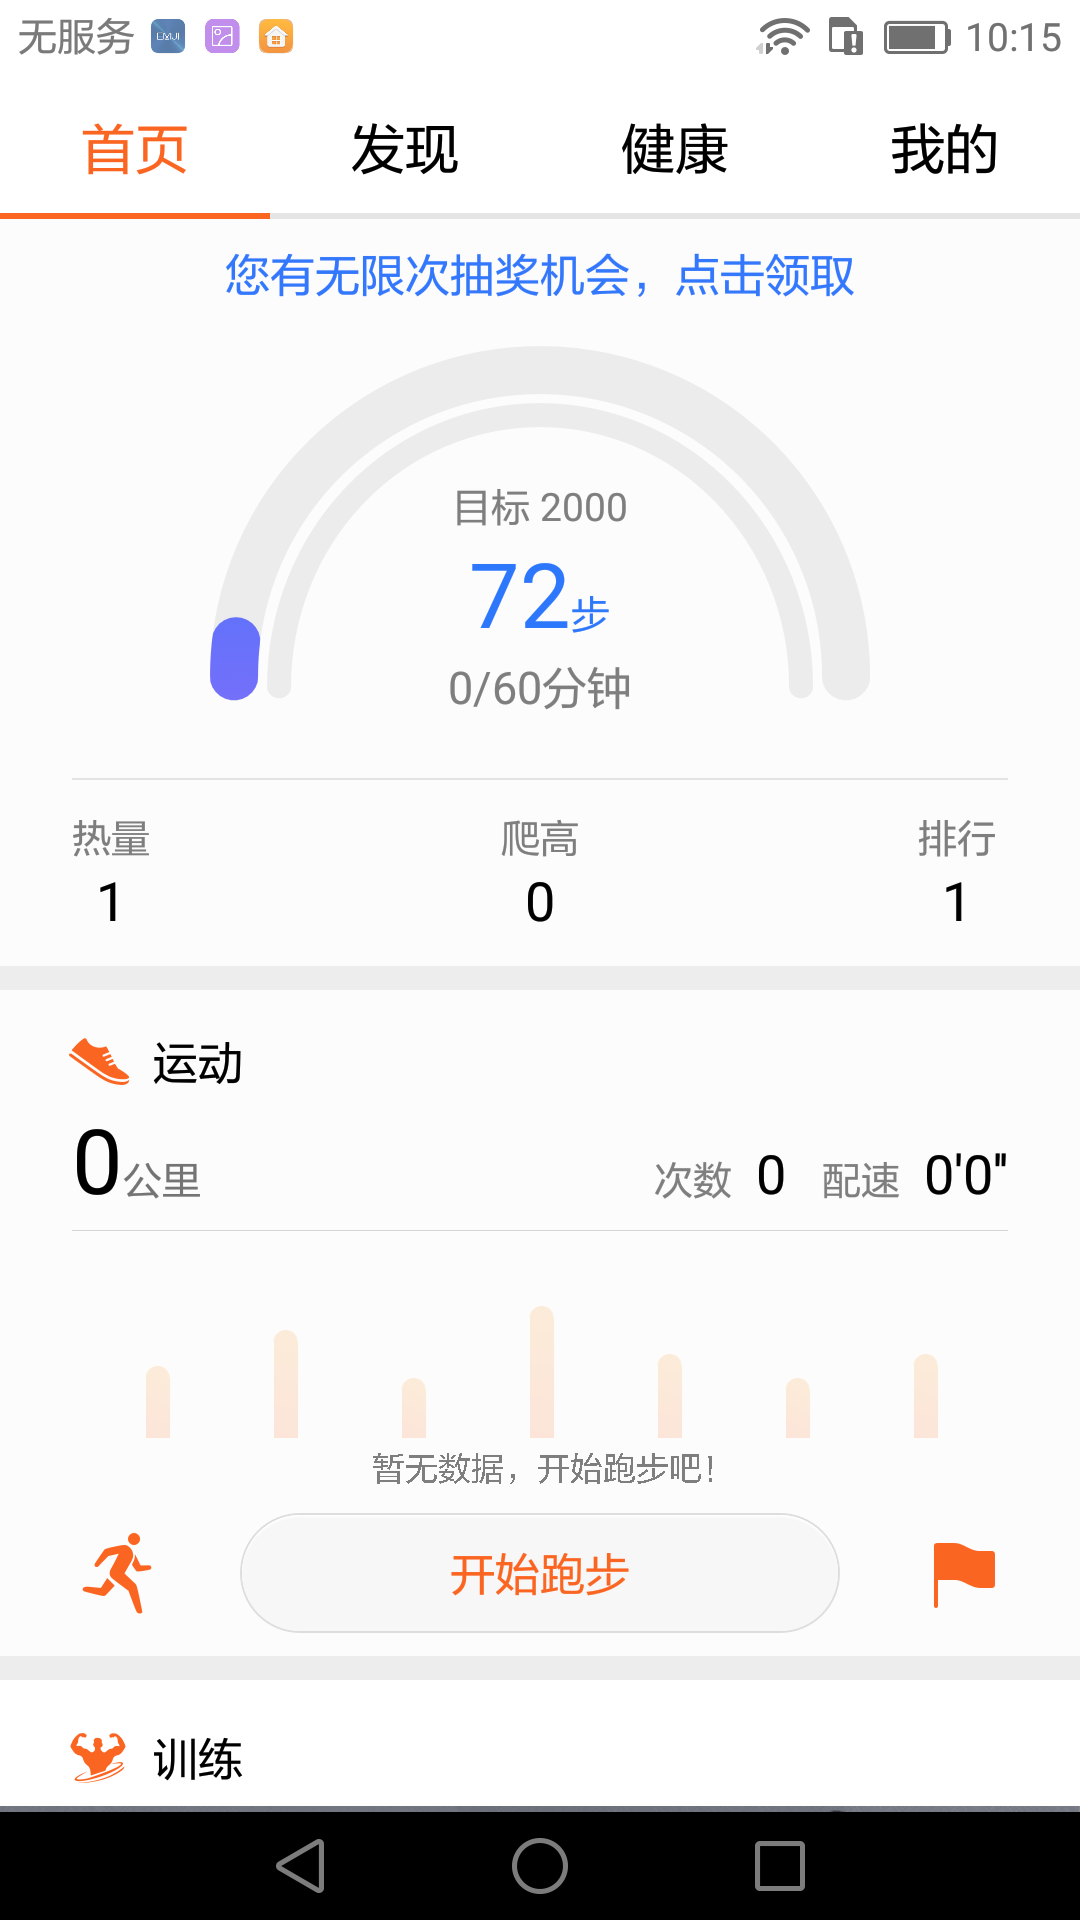 无服务 EMUI 10:15
首页 发现 健康 我的
您有无限次抽奖机会，点击领取
目标 2000
72步
0/60分钟
热量 爬高 排行
1 0 1
运动
0公里 次数 0 配速 0'0"
暂无数据，开始跑步吧！
开始跑步
训练